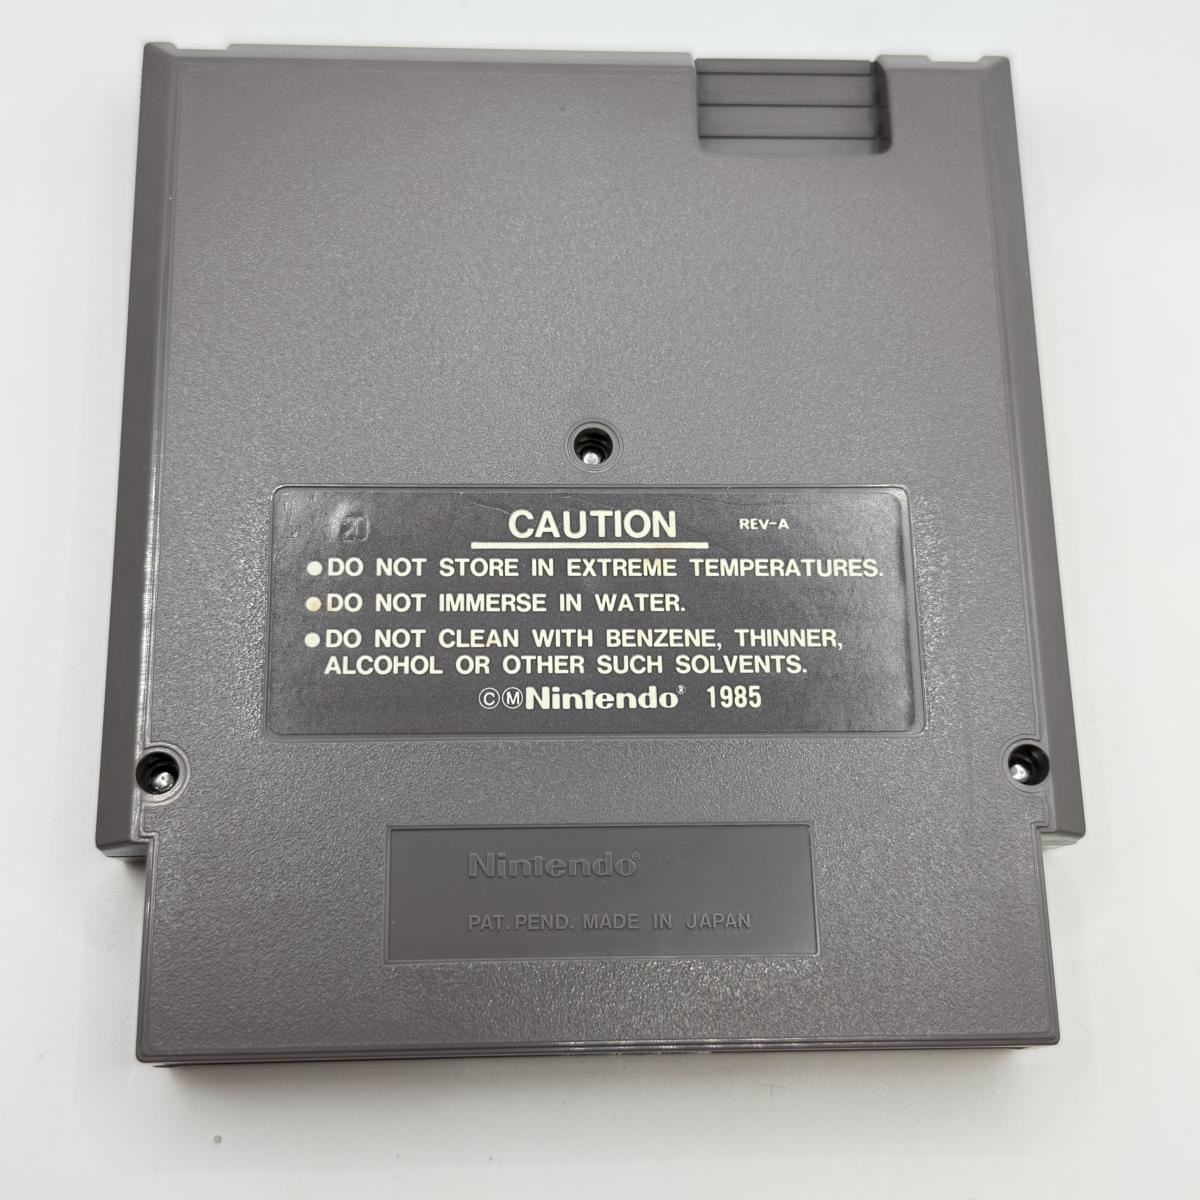 20
CAUTION REV-A
●DO NOT STORE IN EXTREME TEMPERATURES.
●DO NOT IMMERSE IN WATER.
●DO NOT CLEAN WITH BENZENE, THINNER,
ALCOHOL OR OTHER SUCH SOLVENTS.
©ⓂNintendo® 1985
Nintendo®
PAT. PEND. MADE IN JAPAN